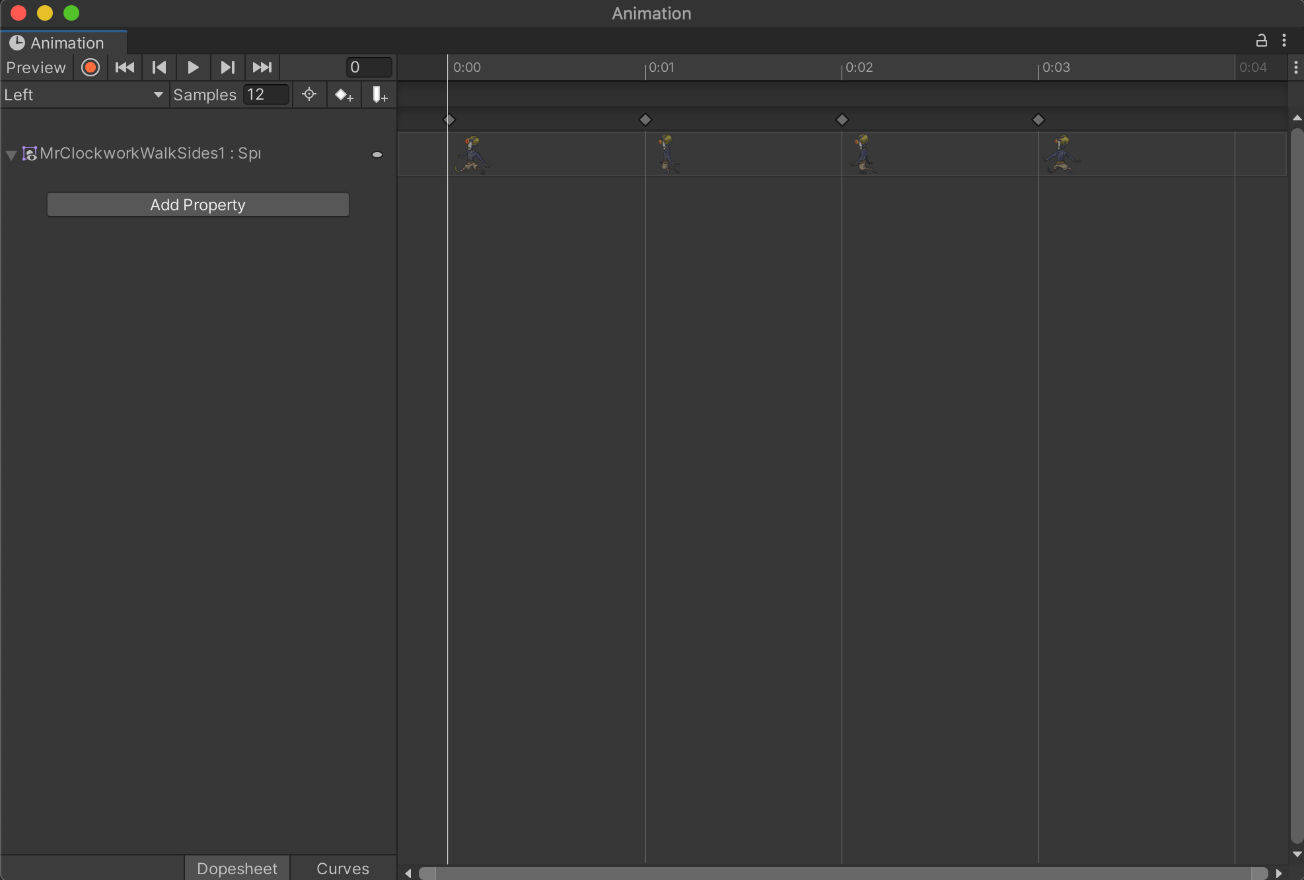 Animation
Animation
Preview 0 0:00 0:01 0:02 0:03 0:04
Left Samples 12
MrClockworkWalkSides1 : Spr
Add Property
Dopesheet Curves